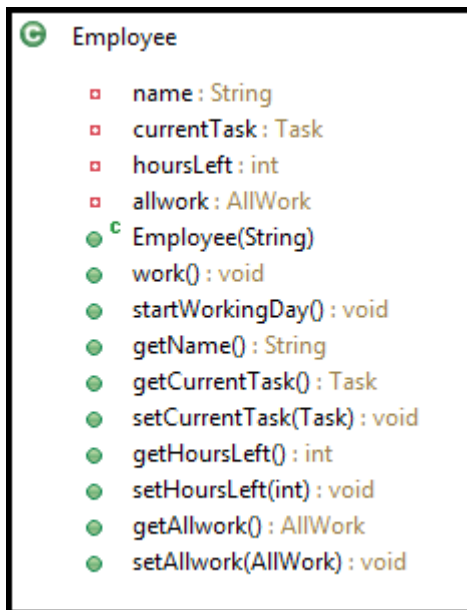 C Employee
name : String
currentTask : Task
hoursLeft : int
allwork : AllWork
C Employee(String)
work() : void
startWorkingDay() : void
getName() : String
getCurrentTask() : Task
setCurrentTask(Task) : void
getHoursLeft() : int
setHoursLeft(int) : void
getAllwork() : AllWork
setAllwork(AllWork) : void